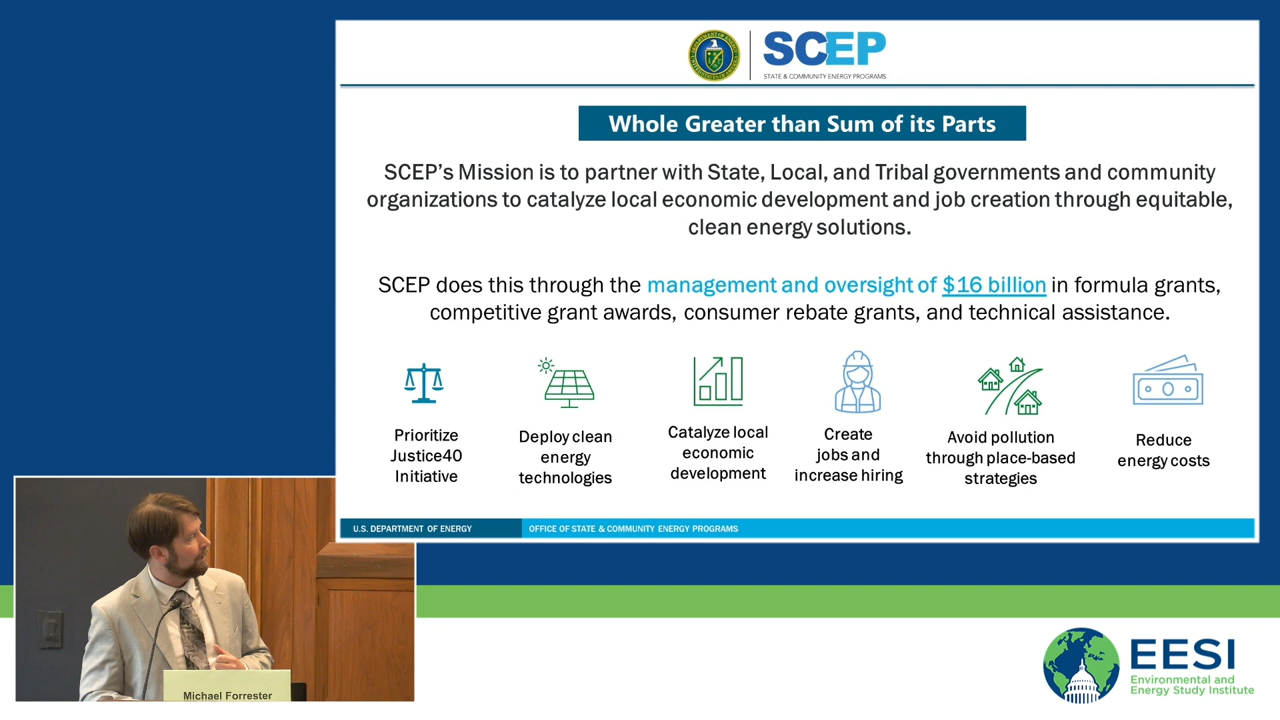 SCEP
STATE & COMMUNITY ENERGY PROGRAMS
Whole Greater than Sum of its Parts
SCEP's Mission is to partner with State, Local, and Tribal governments and community
organizations to catalyze local economic development and job creation through equitable,
clean energy solutions.
SCEP does this through the management and oversight of $16 billion in formula grants,
competitive grant awards, consumer rebate grants, and technical assistance.
Prioritize
Justice40
Initiative
Deploy clean
energy
technologies
Catalyze local
economic
development
Create
jobs and
increase hiring
Avoid pollution
through place-based
strategies
Reduce
energy costs
U.S. DEPARTMENT OF ENERGY
OFFICE OF STATE & COMMUNITY ENERGY PROGRAMS
Michael Forrester
EESI
Environmental and
Energy Study Institute